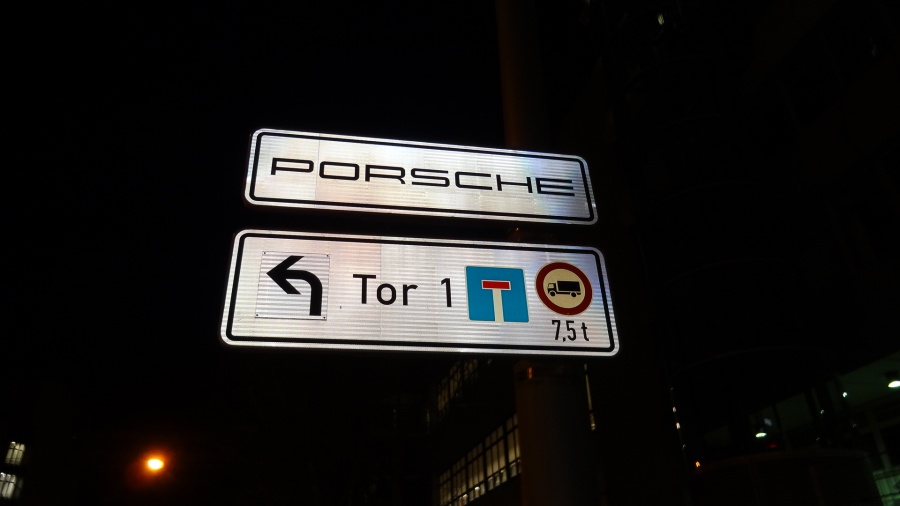 PORSCHE
Tor 1
7,5 t